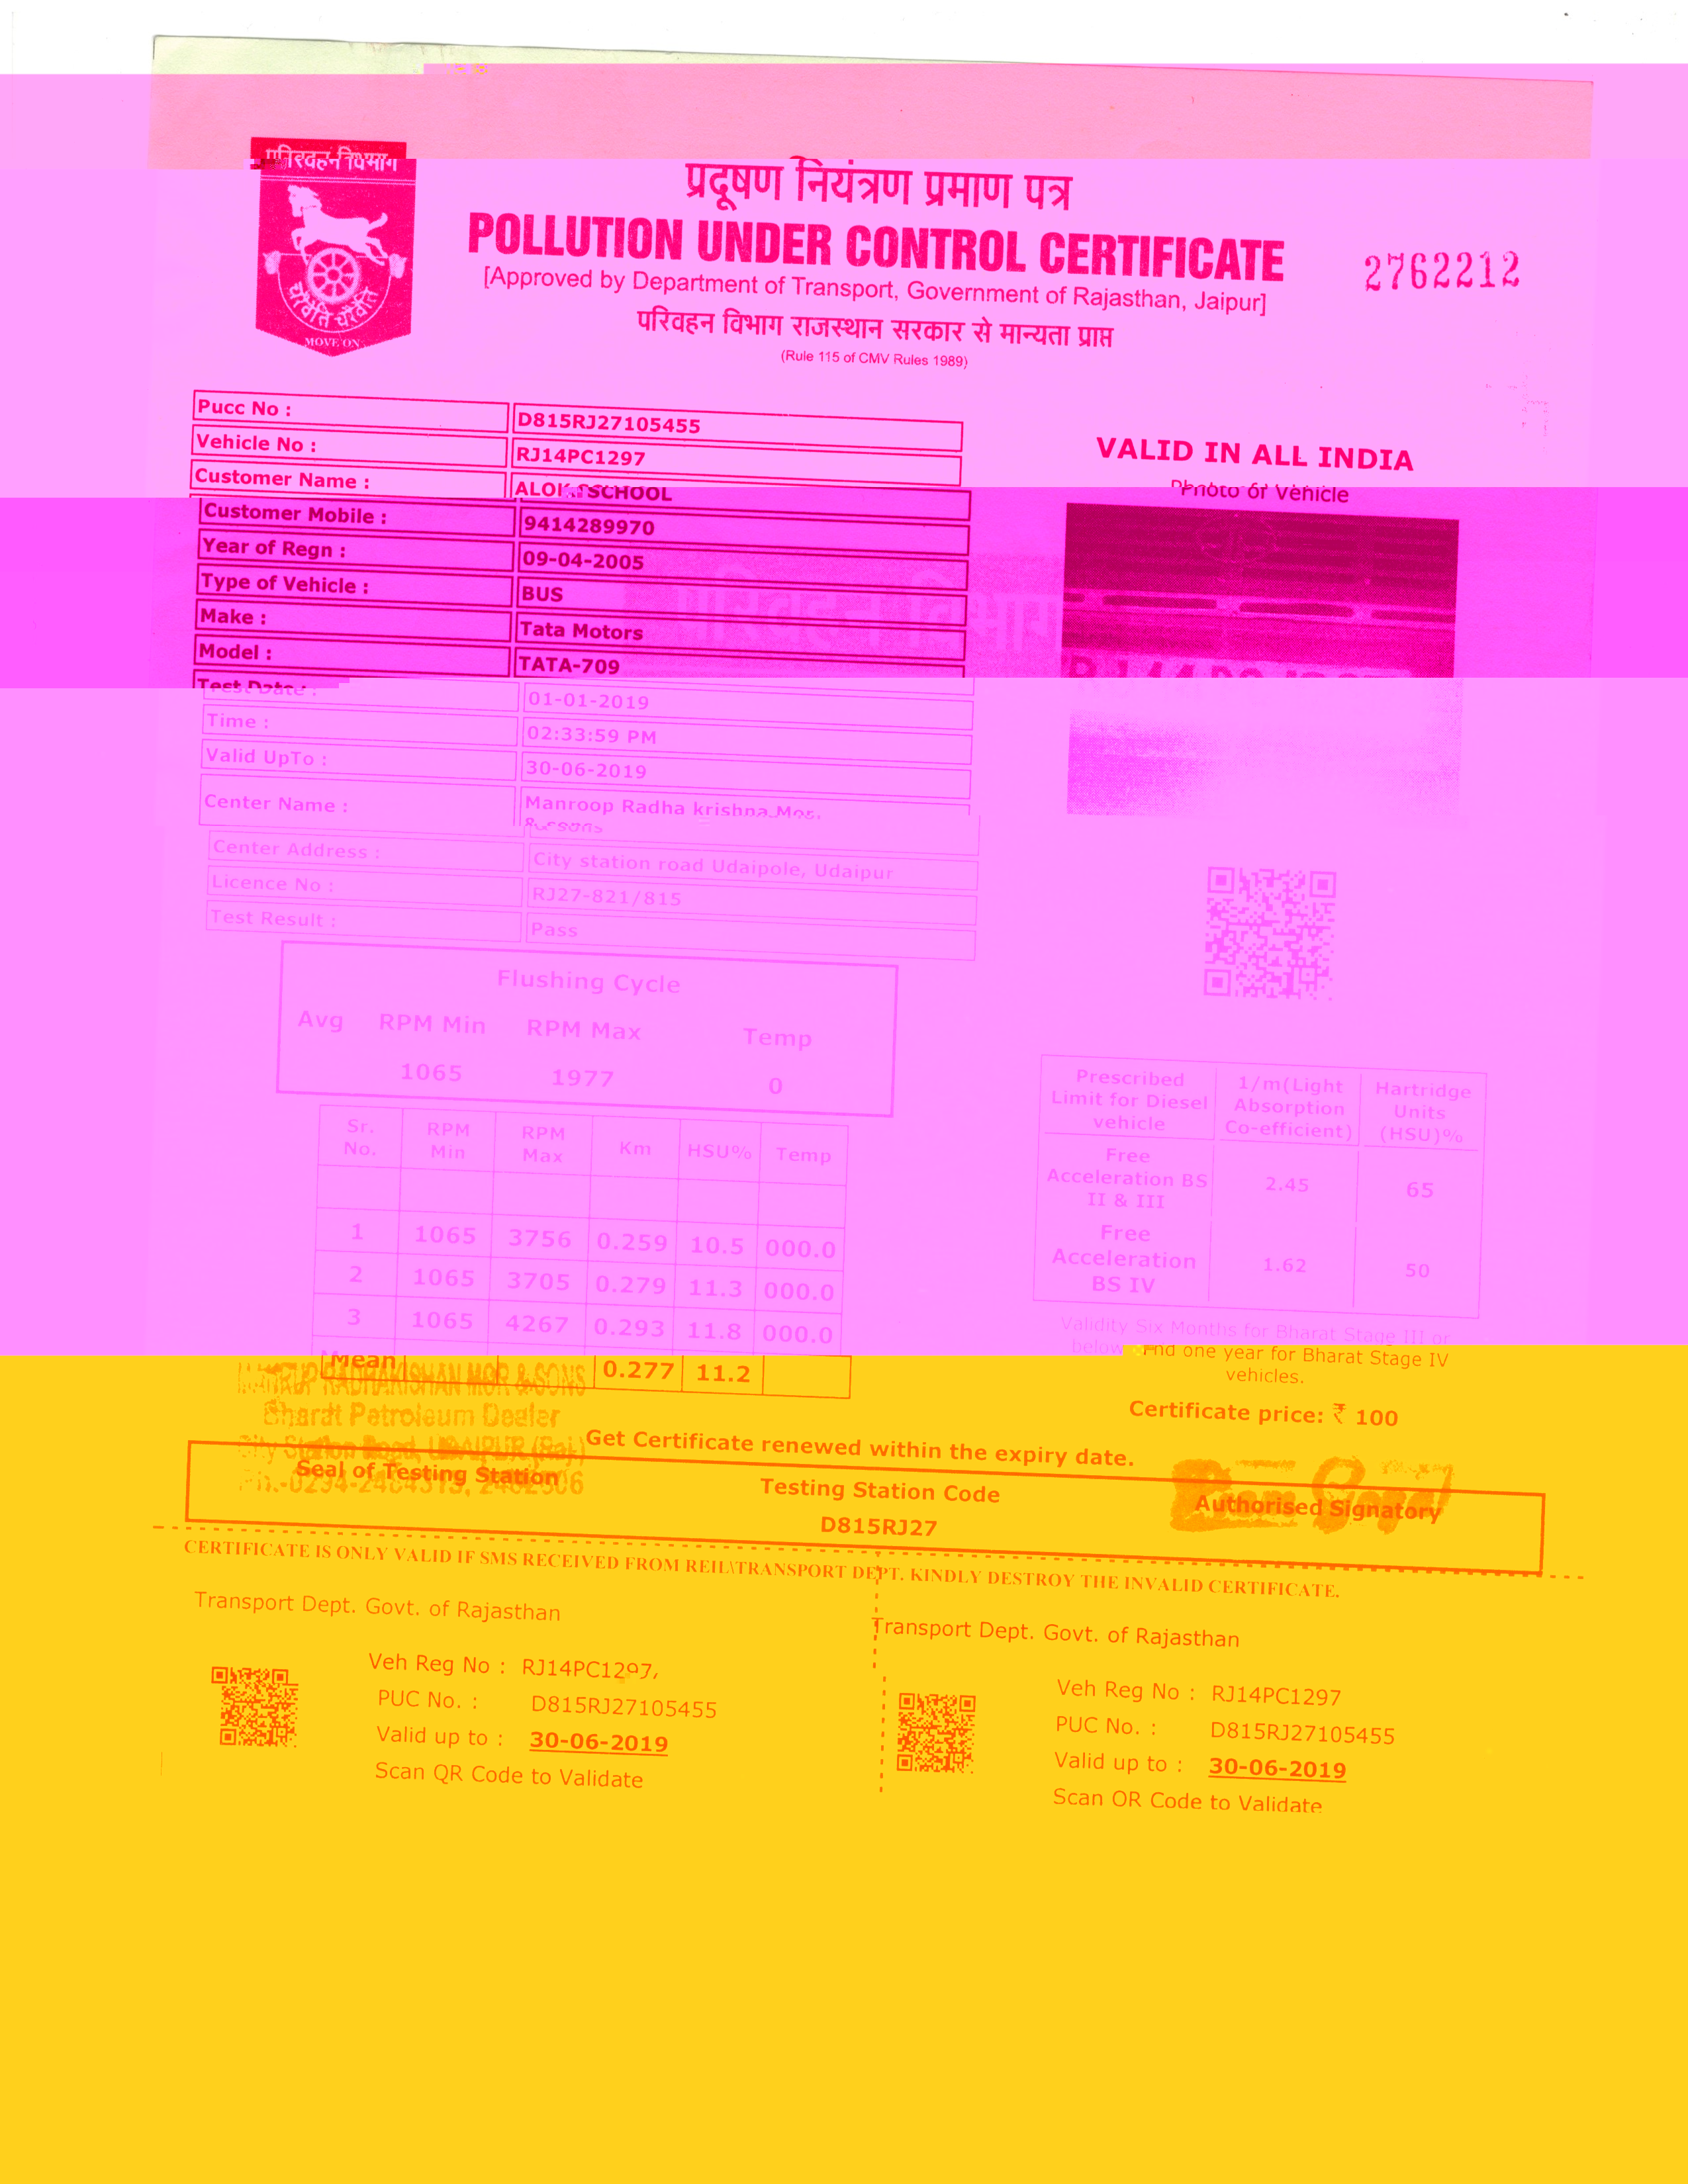 परिवहन विभाग
चरैवेति चरैवेति
MOVE ON
प्रदूषण नियंत्रण प्रमाण पत्र
POLLUTION UNDER CONTROL CERTIFICATE
[Approved by Department of Transport, Government of Rajasthan, Jaipur]
परिवहन विभाग राजस्थान सरकार से मान्यता प्राप्त
(Rule 115 of CMV Rules 1989)
2762212
Pucc No : D815RJ27105455
Vehicle No : RJ14PC1297
Customer Name : SCHOOL
Customer Mobile : 9414289970
Year of Regn : 09-04-2005
Type of Vehicle : BUS
Make : Tata Motors
Model : TATA-709
Test Date : 01-01-2019
Time : 02:33:59 PM
Valid UpTo : 30-06-2019
Center Name : Manroop Radha krishna
Center Address : City station road Udaipole, Udaipur
Licence No : RJ27-821/815
Test Result : Pass
परिवहन विभाग
VALID IN ALL INDIA
Photo of Vehicle
Flushing Cycle
Avg RPM Min RPM Max Temp
1065 1977 0
Sr. No. RPM Min RPM Max Km HSU% Temp
1 1065 3756 0.259 10.5 000.0
2 1065 3705 0.279 11.3 000.0
3 1065 4267 0.293 11.8 000.0
Mean 0.277 11.2
Prescribed Limit for Diesel vehicle 1/m(Light Absorption Co-efficient) Hartridge Units (HSU)%
Free Acceleration BS II & III 2.45 65
Free Acceleration BS IV 1.62 50
Validity Six Months for Bharat Stage III or
below and one year for Bharat Stage IV
vehicles.
Certificate price: ₹ 100
RADHAKISHAN MOR & SONS
Bharat Petroleum Dealer
City Station Road, UDAIPUR (Raj.)
Get Certificate renewed within the expiry date.
Seal of Testing Station
Testing Station Code
D815RJ27
Authorised Signatory
CERTIFICATE IS ONLY VALID IF SMS RECEIVED FROM REIL\TRANSPORT DEPT. KINDLY DESTROY THE INVALID CERTIFICATE.
Transport Dept. Govt. of Rajasthan
Veh Reg No : RJ14PC1297
PUC No. : D815RJ27105455
Valid up to : 30-06-2019
Scan QR Code to Validate
Transport Dept. Govt. of Rajasthan
Veh Reg No : RJ14PC1297
PUC No. : D815RJ27105455
Valid up to : 30-06-2019
Scan QR Code to Validate